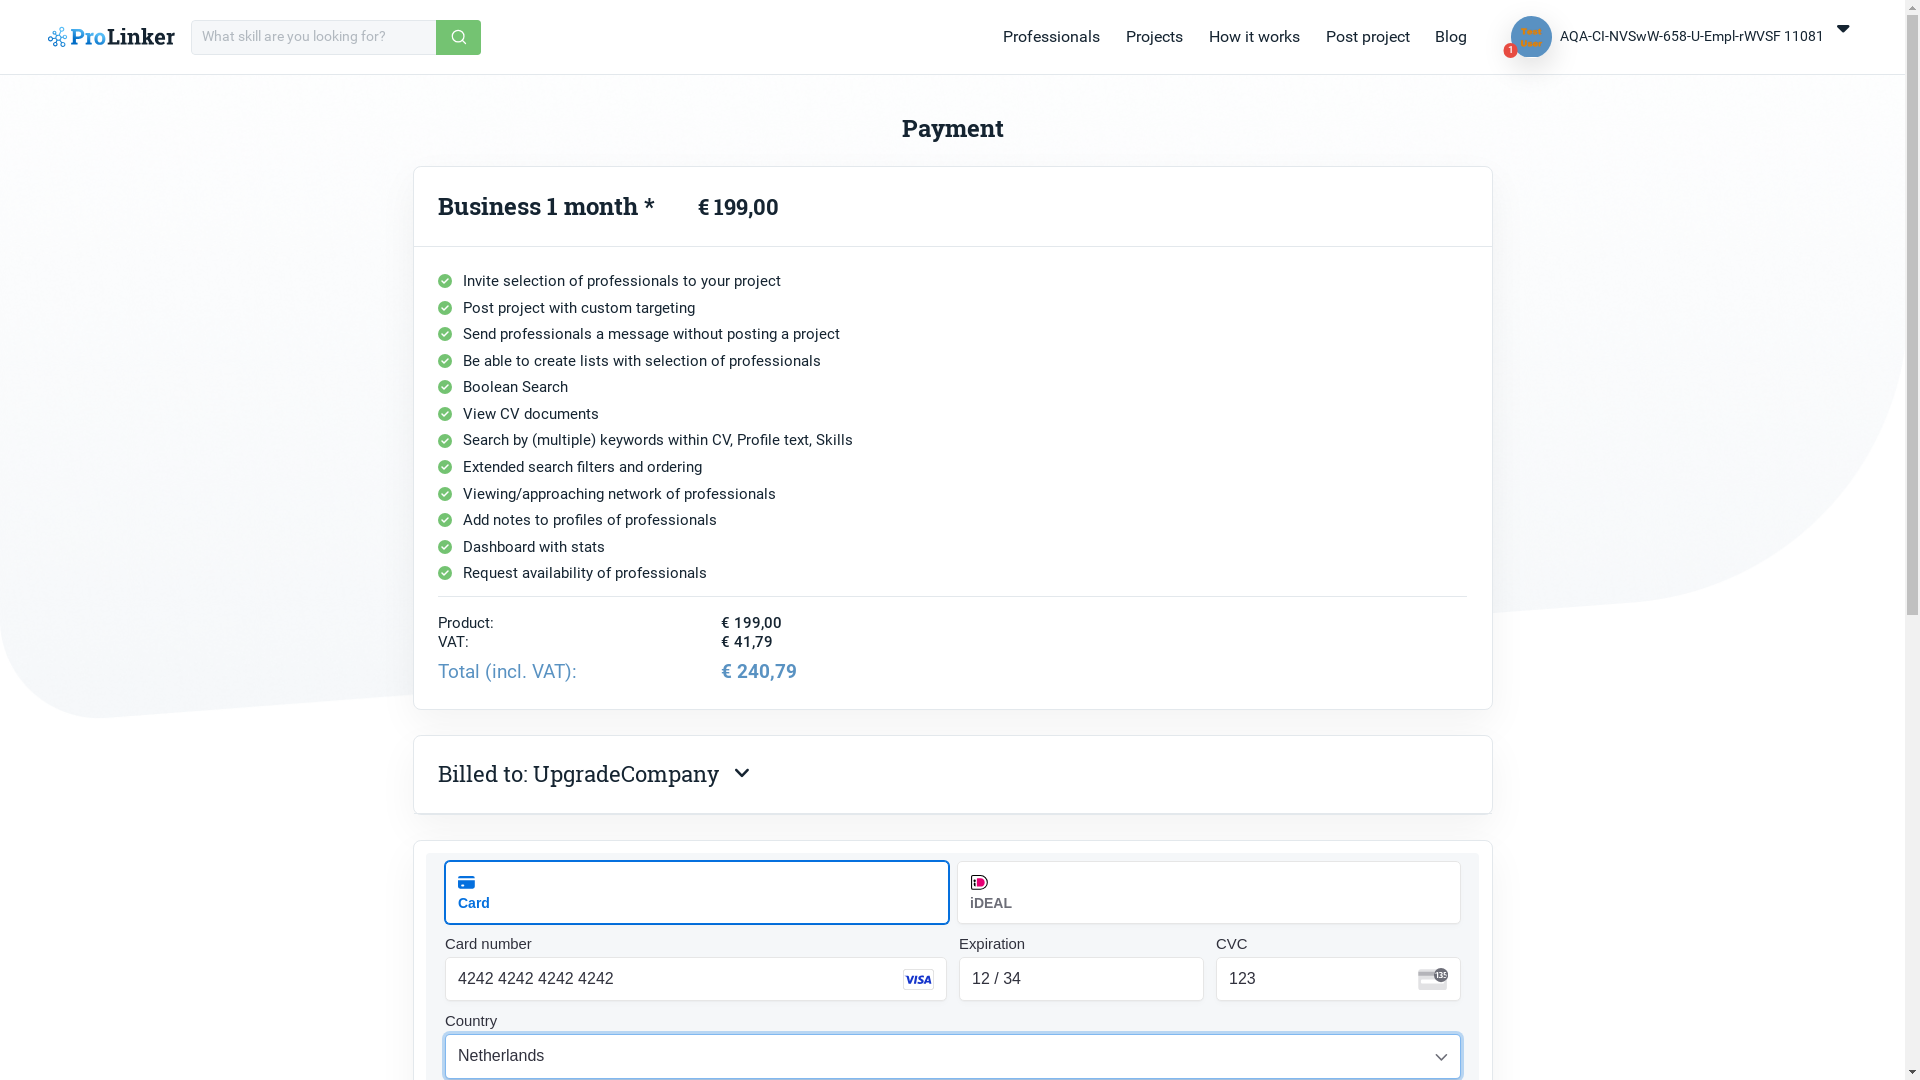 ProLinker
What skill are you looking for?
Professionals
Projects
How it works
Post project
Blog
Test
User
1
AQA-CI-NVSwW-658-U-Empl-rWVSF 11081
Payment
Business 1 month * € 199,00
Invite selection of professionals to your project
Post project with custom targeting
Send professionals a message without posting a project
Be able to create lists with selection of professionals
Boolean Search
View CV documents
Search by (multiple) keywords within CV, Profile text, Skills
Extended search filters and ordering
Viewing/approaching network of professionals
Add notes to profiles of professionals
Dashboard with stats
Request availability of professionals
Product: € 199,00
VAT: € 41,79
Total (incl. VAT): € 240,79
Billed to: UpgradeCompany
Card
iDEAL
Card number
Expiration
CVC
4242 4242 4242 4242
VISA
12 / 34
123
135
Country
Netherlands